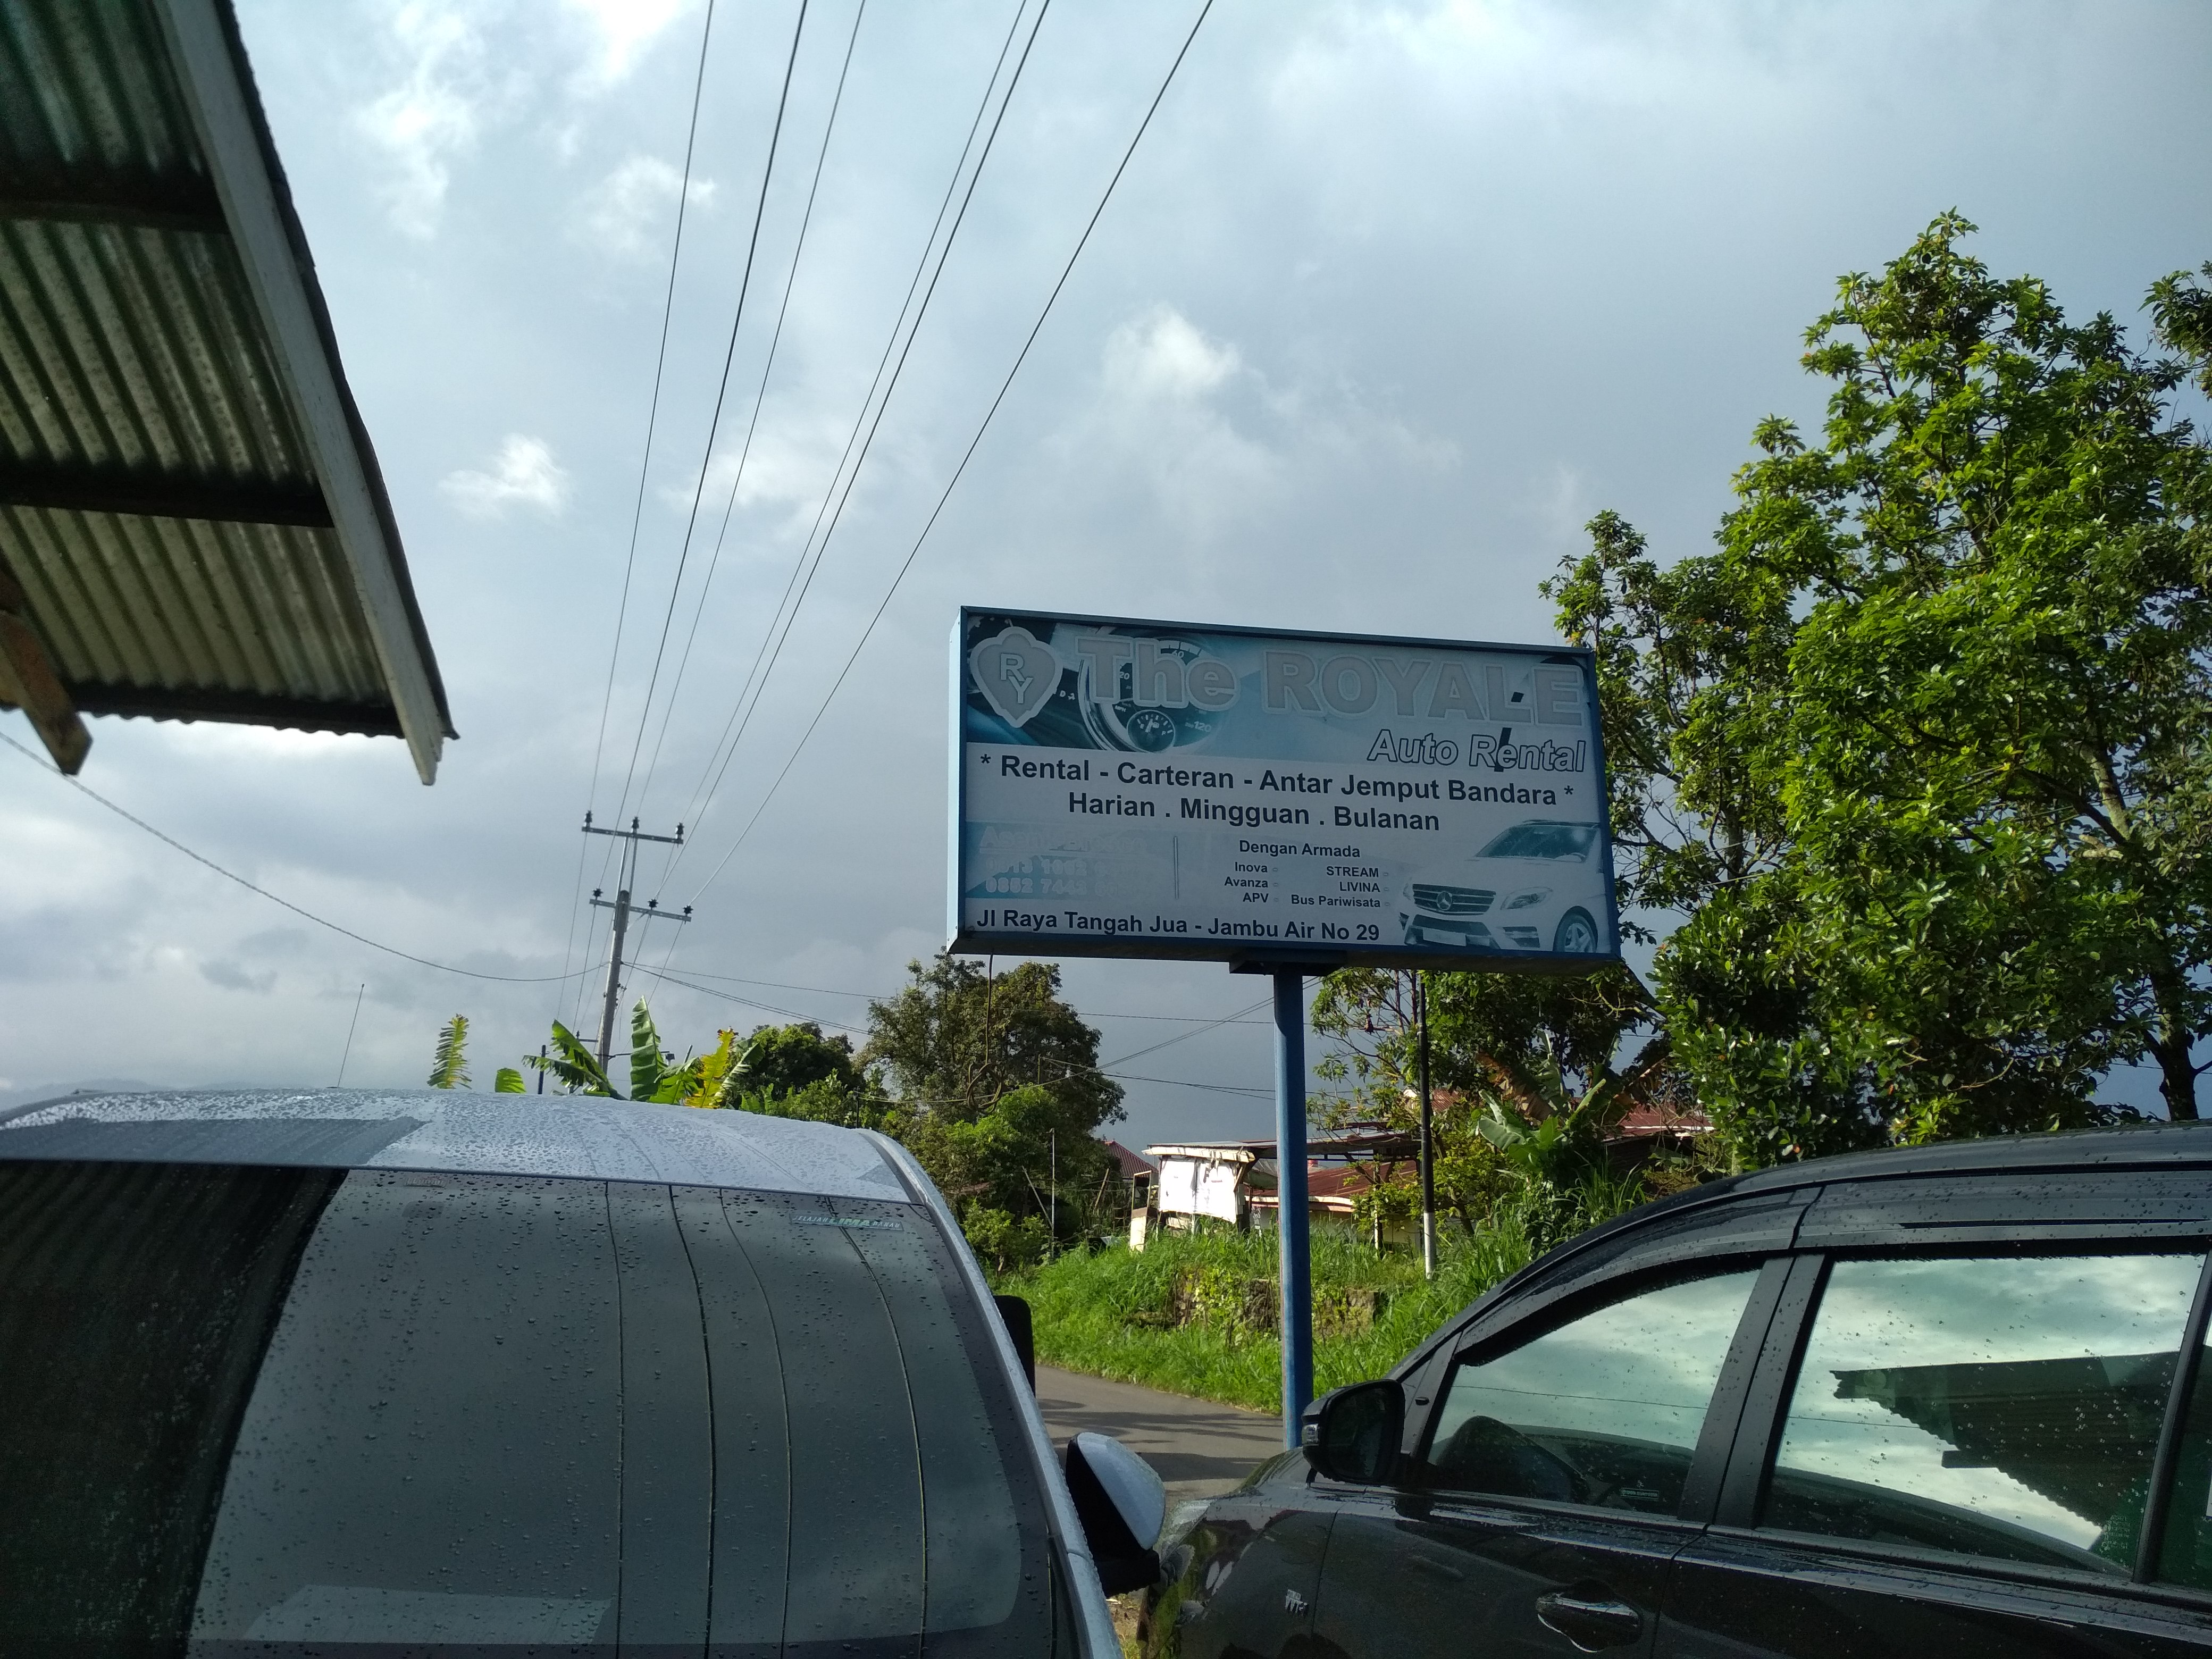 RY
The ROYALE
Auto Rental
* Rental - Carteran - Antar Jemput Bandara *
Harian . Mingguan . Bulanan
Dengan Armada
Inova
STREAM
Avanza
LIVINA
APV
Bus Pariwisata
Jl Raya Tangah Jua - Jambu Air No 29